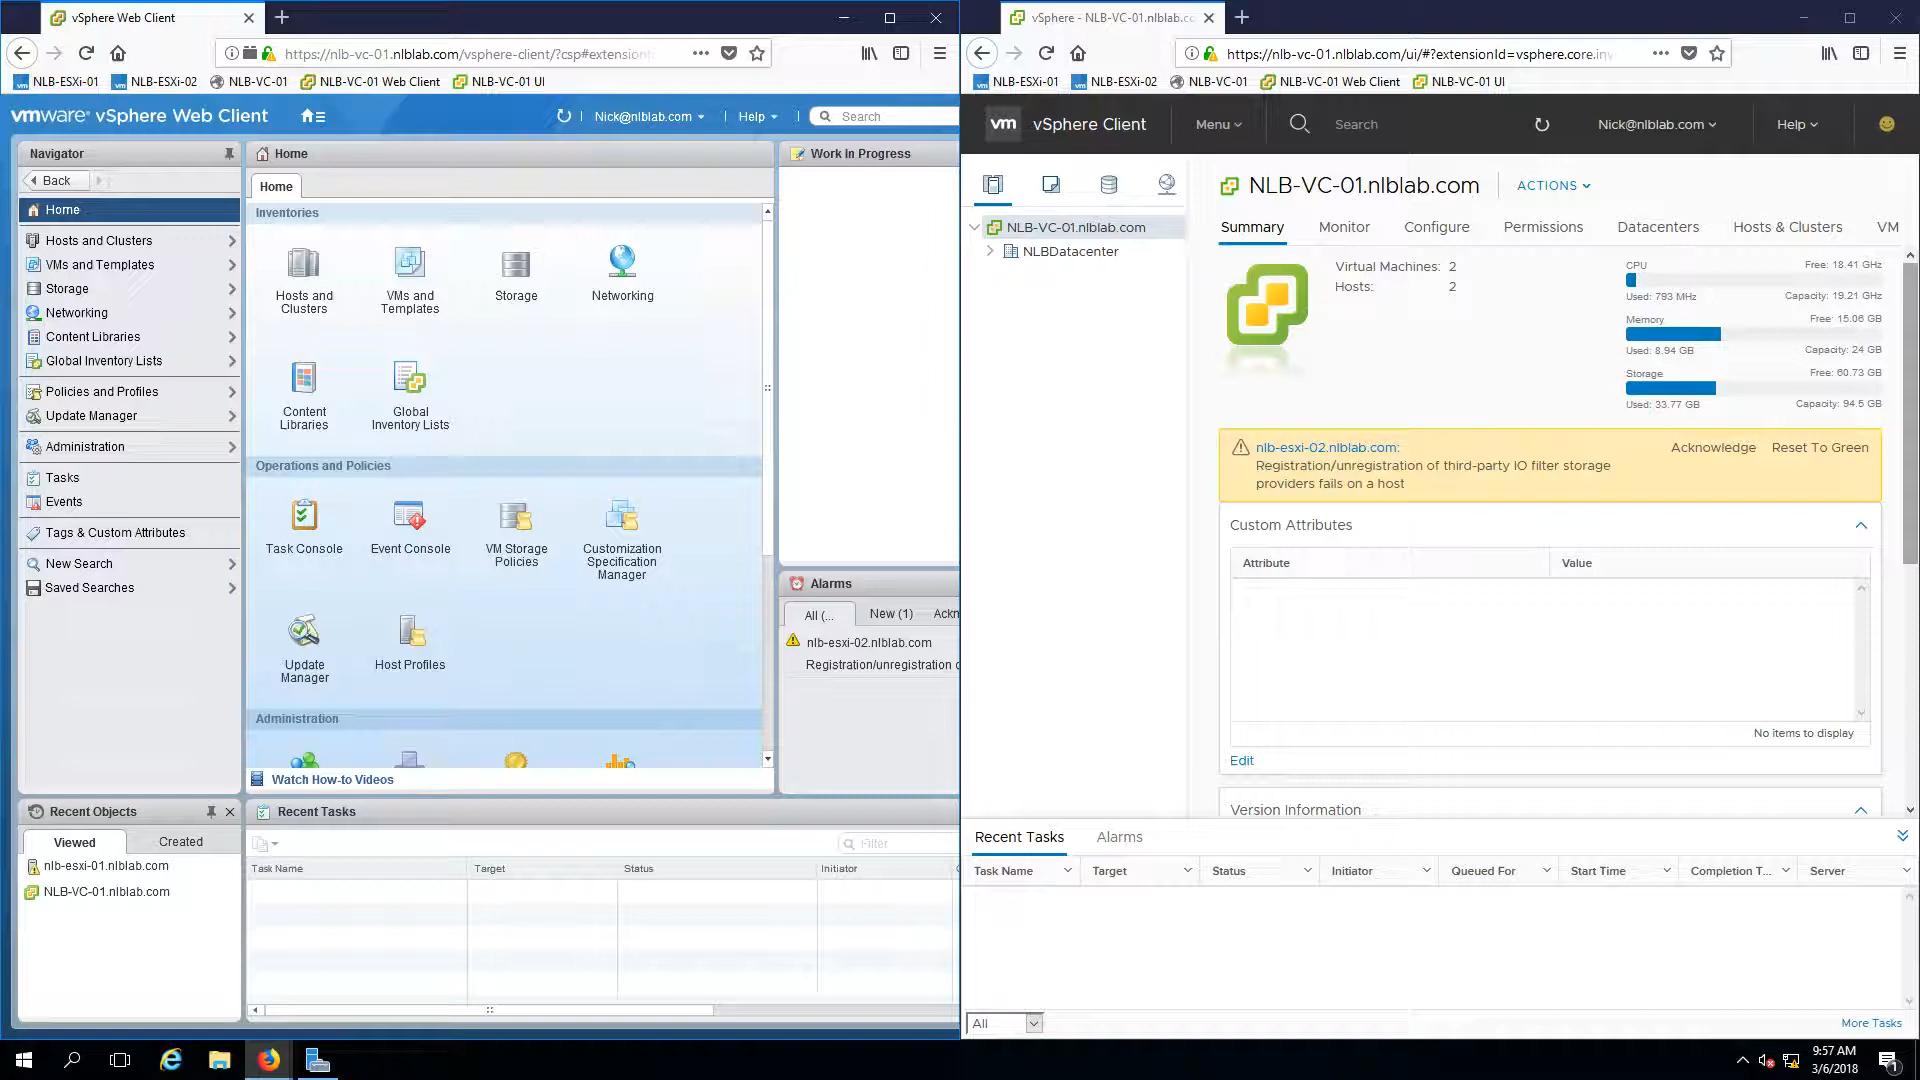 vSphere Web Client
https://nlb-vc-01.nlblab.com/vsphere-client/?csp#extension
NLB-ESXi-01
NLB-ESXi-02
NLB-VC-01
NLB-VC-01 Web Client
NLB-VC-01 UI
vmware® vSphere Web Client
Nick@nlblab.com
Help
Search
Navigator
Back
Home
Hosts and Clusters
VMs and Templates
Storage
Networking
Content Libraries
Global Inventory Lists
Policies and Profiles
Update Manager
Administration
Tasks
Events
Tags & Custom Attributes
New Search
Saved Searches
Home
Home
Inventories
Hosts and
Clusters
VMs and
Templates
Storage
Networking
Content
Libraries
Global
Inventory Lists
Operations and Policies
Task Console
Event Console
VM Storage
Policies
Customization
Specification
Manager
Update
Manager
Host Profiles
Administration
Watch How-to Videos
Work In Progress
Alarms
All (...
New (1)
Ackn
nlb-esxi-02.nlblab.com
Registration/unregistration
Recent Objects
Viewed
Created
nlb-esxi-01.nlblab.com
NLB-VC-01.nlblab.com
Recent Tasks
Filter
Task Name
Target
Status
Initiator
vSphere - NLB-VC-01.nlblab.co
https://nlb-vc-01.nlblab.com/ui/#?extensionId=vsphere.core.inv
NLB-ESXi-01
NLB-ESXi-02
NLB-VC-01
NLB-VC-01 Web Client
NLB-VC-01 UI
vm
vSphere Client
Menu
Search
Nick@nlblab.com
Help
NLB-VC-01.nlblab.com
NLBDatacenter
NLB-VC-01.nlblab.com
ACTIONS
Summary
Monitor
Configure
Permissions
Datacenters
Hosts & Clusters
VM
Virtual Machines: 2
Hosts: 2
CPU
Free: 18.41 GHz
Used: 793 MHz
Capacity: 19.21 GHz
Memory
Free: 15.06 GB
Used: 8.94 GB
Capacity: 24 GB
Storage
Free: 60.73 GB
Used: 33.77 GB
Capacity: 94.5 GB
nlb-esxi-02.nlblab.com:
Registration/unregistration of third-party IO filter storage
providers fails on a host
Acknowledge
Reset To Green
Custom Attributes
Attribute
Value
No items to display
Edit
Version Information
Recent Tasks
Alarms
Task Name
Target
Status
Initiator
Queued For
Start Time
Completion T...
Server
All
More Tasks
9:57 AM
3/6/2018
1